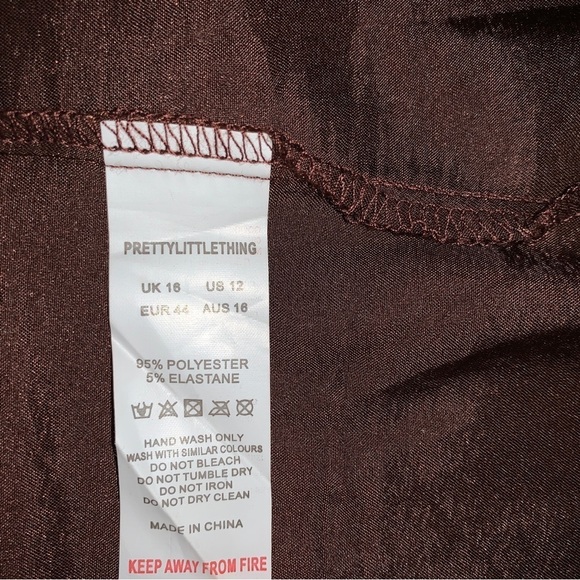 PRETTYLITTLETHING
UK 16 US 12
EUR 44 AUS 16
95% POLYESTER
5% ELASTANE
HAND WASH ONLY
WASH WITH SIMILAR COLOURS
DO NOT BLEACH
DO NOT TUMBLE DRY
DO NOT IRON
DO NOT DRY CLEAN
MADE IN CHINA
KEEP AWAY FROM FIRE